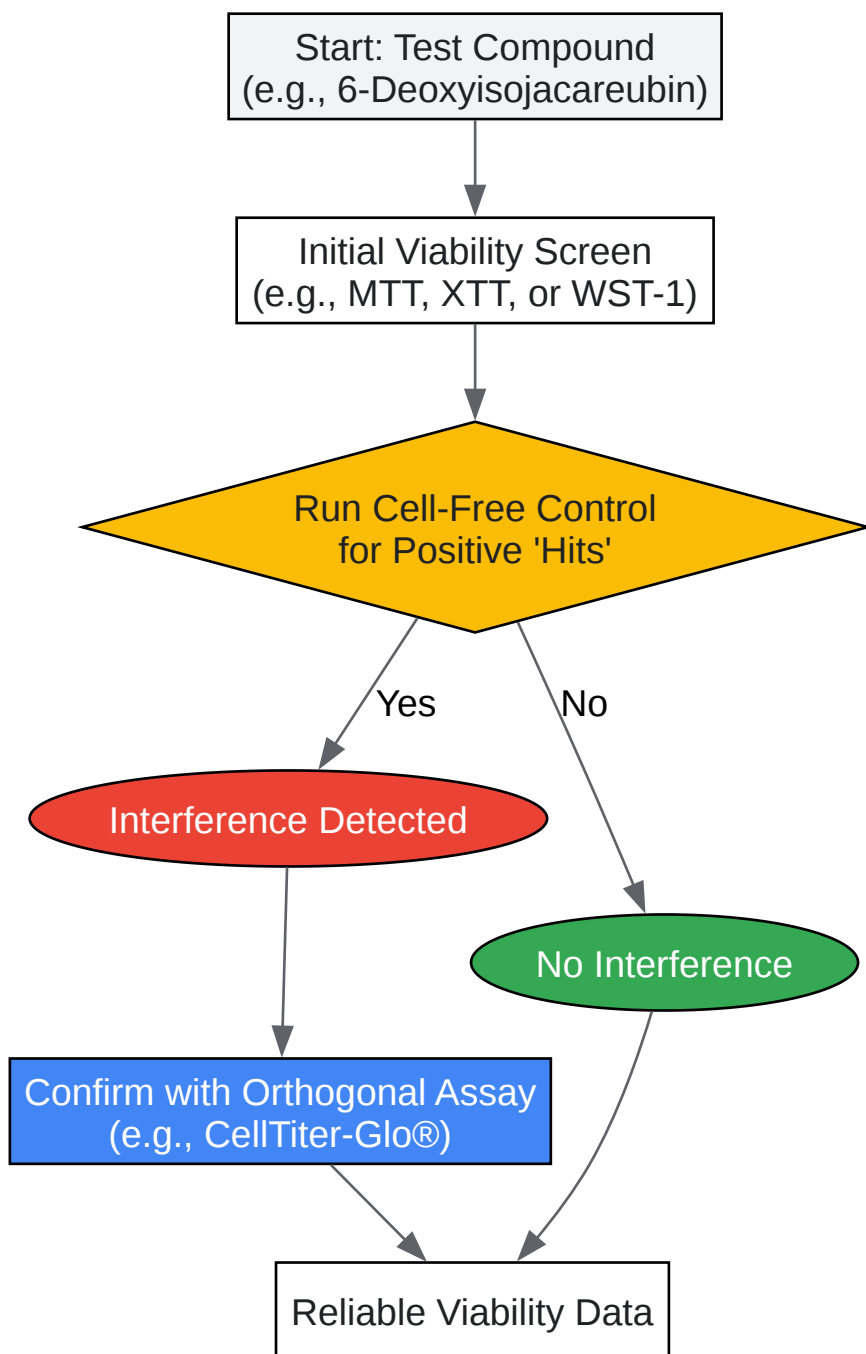 Start: Test Compound
(e.g., 6-Deoxyisojacareubin)
Initial Viability Screen
(e.g., MTT, XTT, or WST-1)
Run Cell-Free Control
for Positive 'Hits'
Yes
No
Interference Detected
No Interference
Confirm with Orthogonal Assay
(e.g., CellTiter-Glo®)
Reliable Viability Data